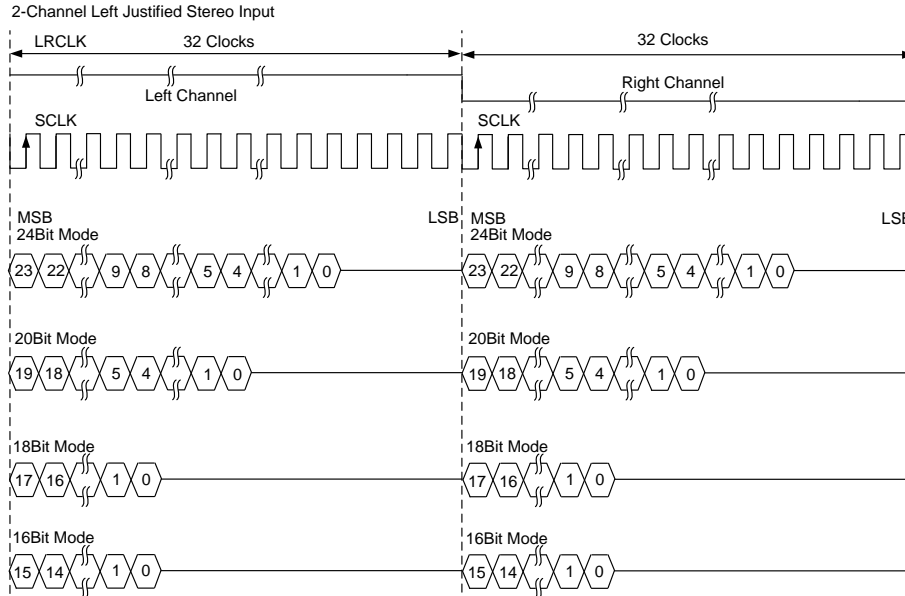 2-Channel Left Justified Stereo Input
LRCLK 32 Clocks 32 Clocks
Left Channel Right Channel
SCLK SCLK
MSB LSB MSB LSB
24Bit Mode 24Bit Mode
23 22 9 8 5 4 1 0 23 22 9 8 5 4 1 0
20Bit Mode 20Bit Mode
19 18 5 4 1 0 19 18 5 4 1 0
18Bit Mode 18Bit Mode
17 16 1 0 17 16 1 0
16Bit Mode 16Bit Mode
15 14 1 0 15 14 1 0